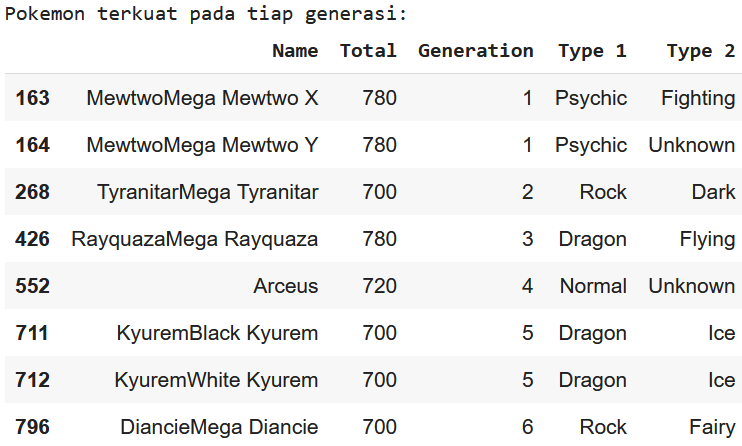 Pokemon terkuat pada tiap generasi:
Name Total Generation Type 1 Type 2
163 MewtwoMega Mewtwo X 780 1 Psychic Fighting
164 MewtwoMega Mewtwo Y 780 1 Psychic Unknown
268 TyranitarMega Tyranitar 700 2 Rock Dark
426 RayquazaMega Rayquaza 780 3 Dragon Flying
552 Arceus 720 4 Normal Unknown
711 KyuremBlack Kyurem 700 5 Dragon Ice
712 KyuremWhite Kyurem 700 5 Dragon Ice
796 DiancieMega Diancie 700 6 Rock Fairy